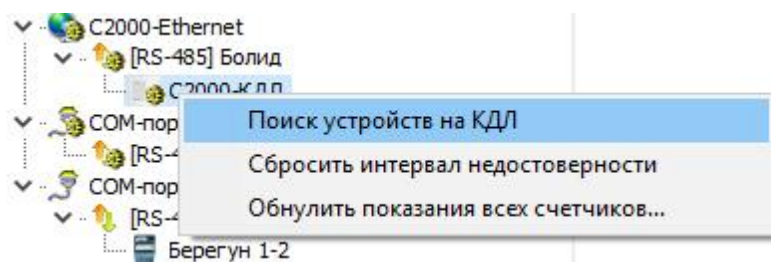 C2000-Ethernet
[RS-485] Болид
C2000-КДЛ
COM-пор
Поиск устройств на КДЛ
[RS-4
Сбросить интервал недостоверности
COM-пор
Обнулить показания всех счетчиков...
[RS-4
Берегун 1-2